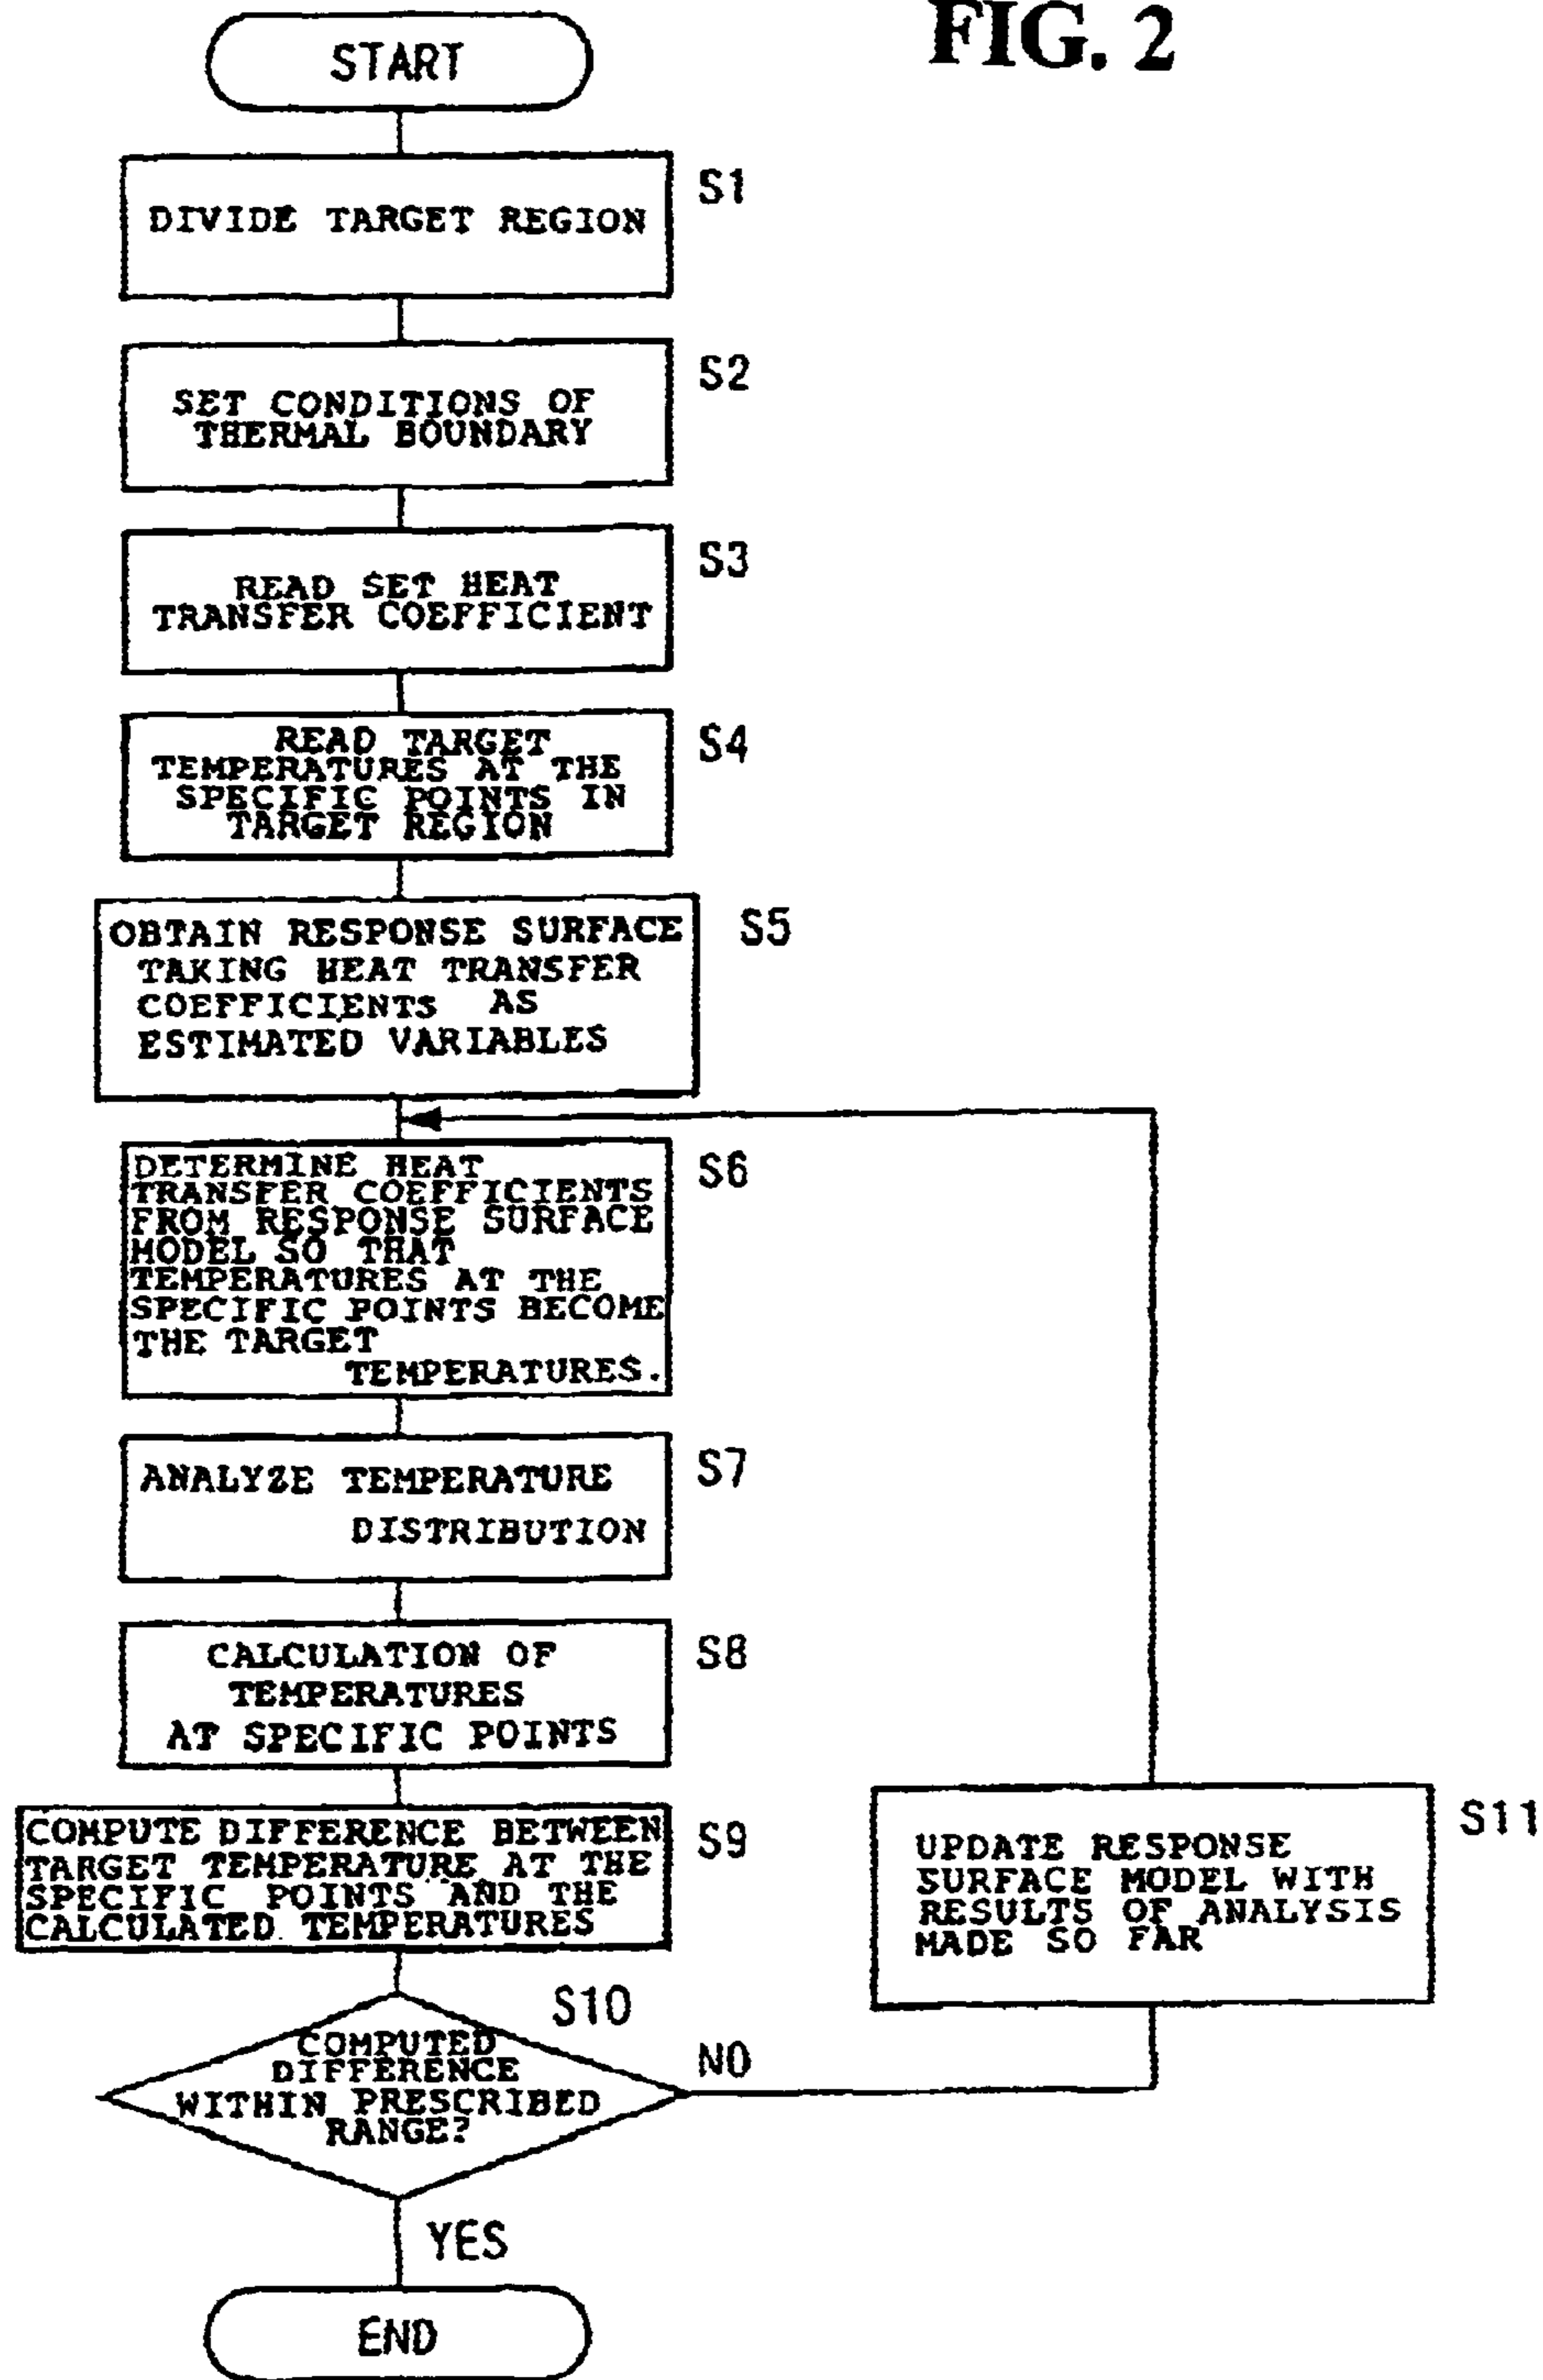 FIG. 2
START
S1
DIVIDE TARGET REGION
S2
SET CONDITIONS OF
THERMAL BOUNDARY
S3
READ SET HEAT
TRANSFER COEFFICIENT
S4
READ TARGET
TEMPERATURES AT THE
SPECIFIC POINTS IN
TARGET REGION
S5
OBTAIN RESPONSE SURFACE
TAKING HEAT TRANSFER
COEFFICIENTS AS
ESTIMATED VARIABLES
S6
DETERMINE HEAT
TRANSFER COEFFICIENTS
FROM RESPONSE SURFACE
MODEL SO THAT
TEMPERATURES AT THE
SPECIFIC POINTS BECOME
THE TARGET
TEMPERATURES.
S7
ANALYZE TEMPERATURE
DISTRIBUTION
S8
CALCULATION OF
TEMPERATURES
AT SPECIFIC POINTS
S9
COMPUTE DIFFERENCE BETWEEN
TARGET TEMPERATURE AT THE
SPECIFIC POINTS AND THE
CALCULATED TEMPERATURES
S10
COMPUTED
DIFFERENCE
WITHIN PRESCRIBED
RANGE?
NO
S11
UPDATE RESPONSE
SURFACE MODEL WITH
RESULTS OF ANALYSIS
MADE SO FAR
YES
END